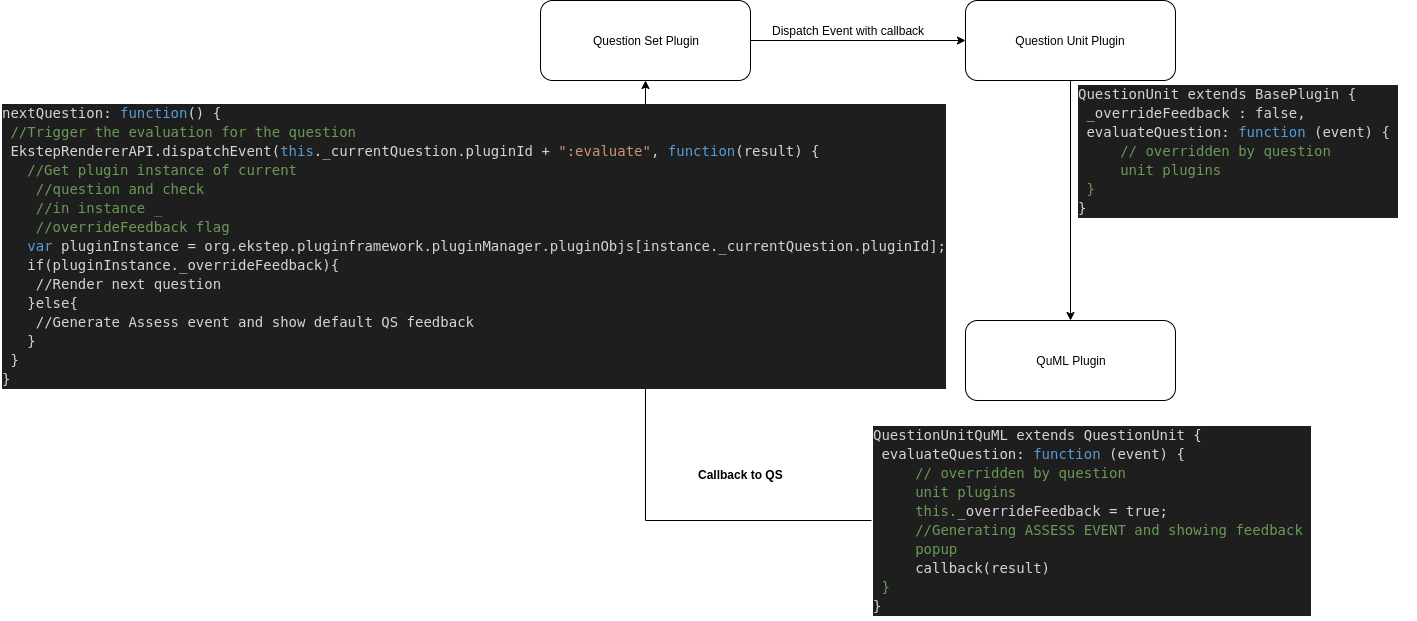 Question Set Plugin
Dispatch Event with callback
Question Unit Plugin
nextQuestion: function() {
//Trigger the evaluation for the question
EkstepRendererAPI.dispatchEvent(this._currentQuestion.pluginId + ":evaluate", function(result) {
//Get plugin instance of current
//question and check
//in instance _
//overrideFeedback flag
var pluginInstance = org.ekstep.pluginframework.pluginManager.pluginObjs[instance._currentQuestion.pluginId];
if(pluginInstance._overrideFeedback){
//Render next question
}else{
//Generate Assess event and show default QS feedback
}
}
}
QuestionUnit extends BasePlugin {
_overrideFeedback : false,
evaluateQuestion: function (event) {
// overridden by question
unit plugins
}
}
QuML Plugin
Callback to QS
QuestionUnitQuML extends QuestionUnit {
evaluateQuestion: function (event) {
// overridden by question
unit plugins
this._overrideFeedback = true;
//Generating ASSESS EVENT and showing feedback
popup
callback(result)
}
}